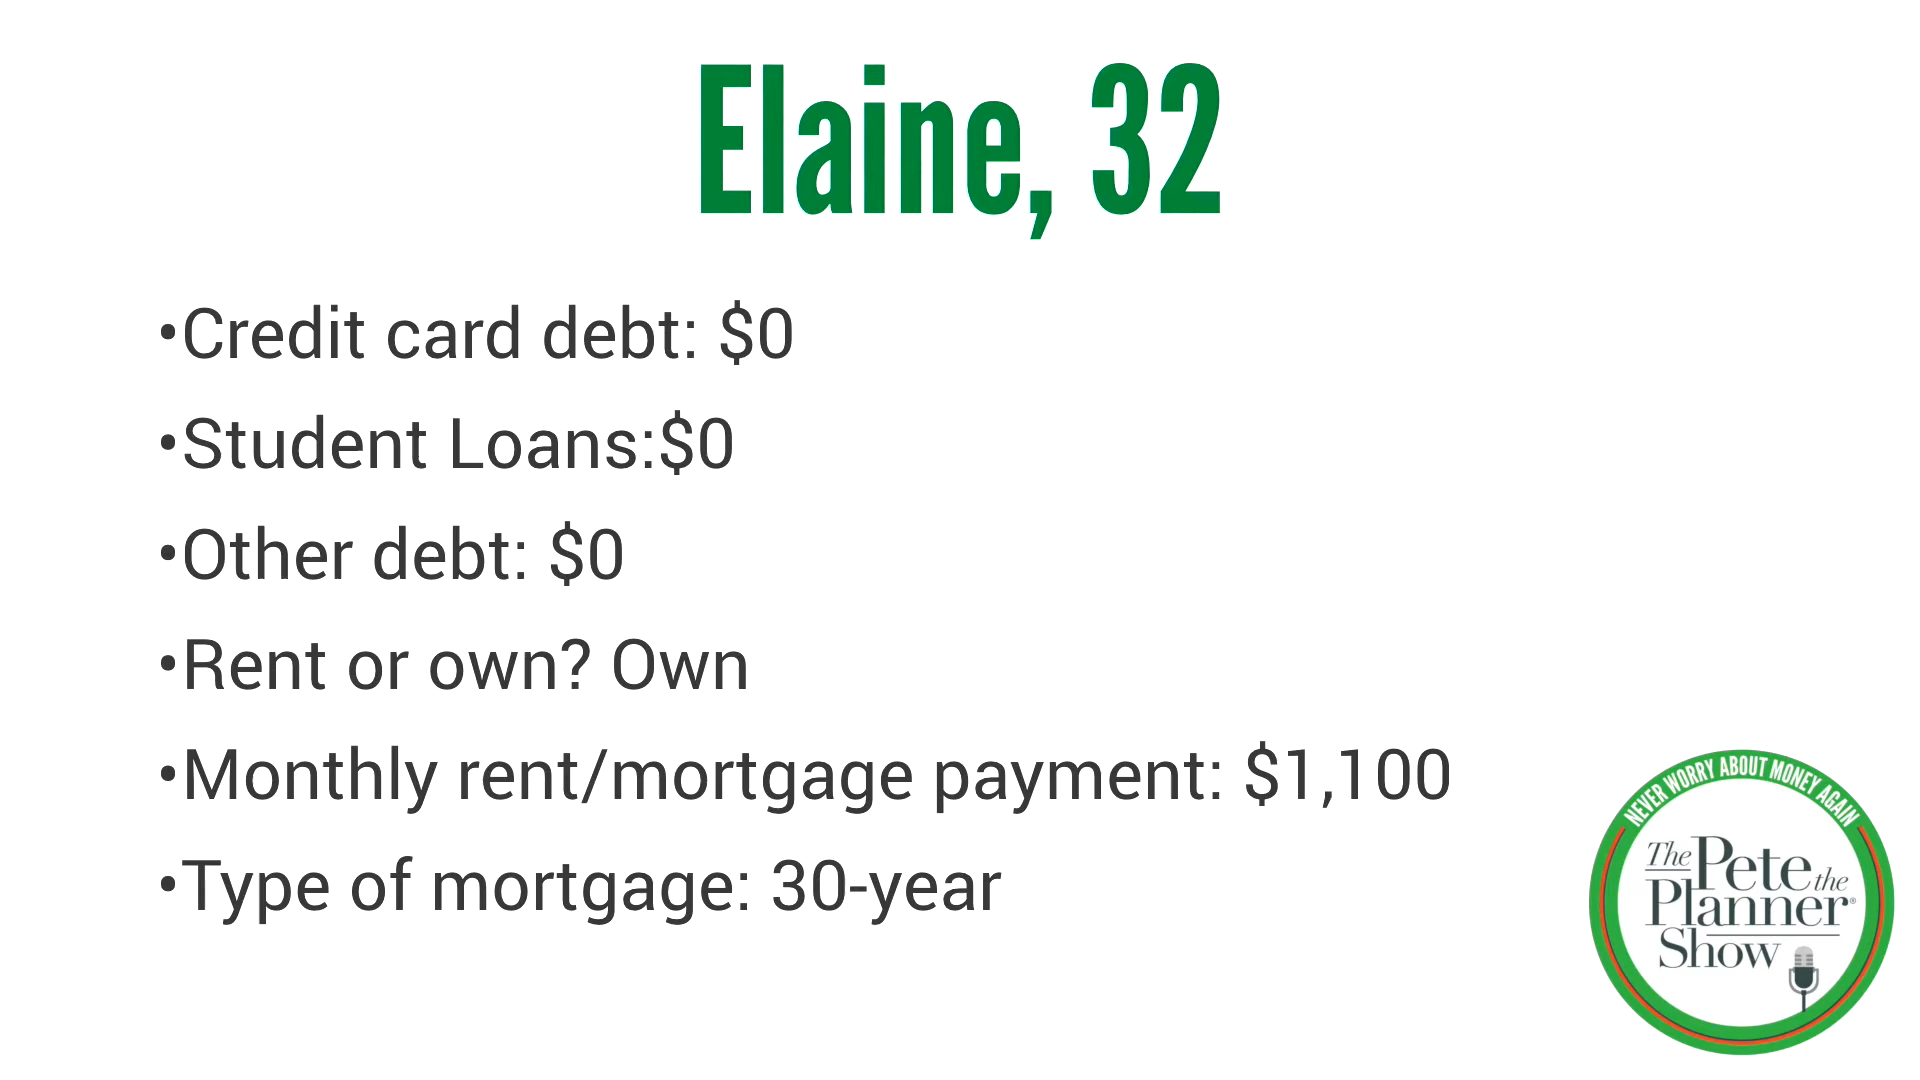 Elaine, 32
•Credit card debt: $0
•Student Loans:$0
•Other debt: $0
•Rent or own? Own
•Monthly rent/mortgage payment: $1,100
•Type of mortgage: 30-year
NEVER WORRY ABOUT MONEY AGAIN
The Pete the
Planner®
Show